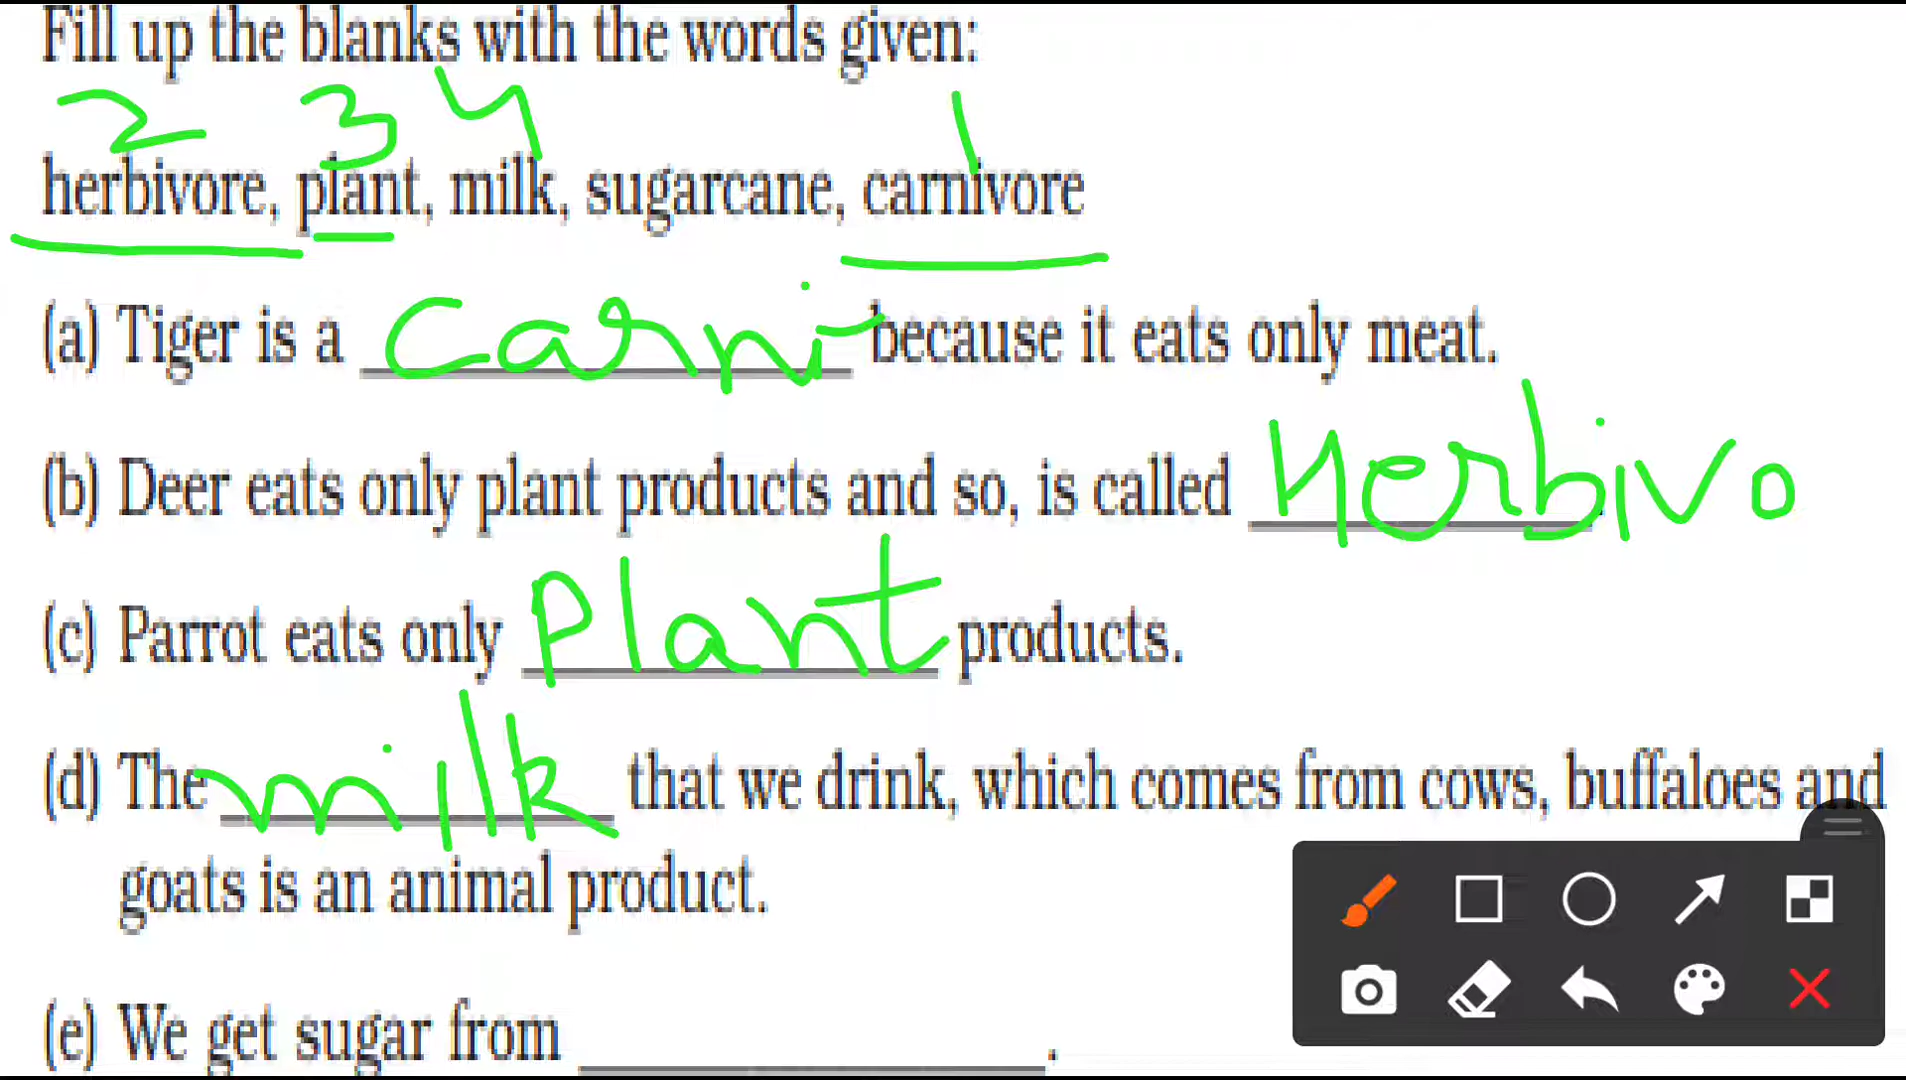 Fill up the blanks with the words given:
2 3 4 1
herbivore, plant, milk, sugarcane, carnivore
(a) Tiger is a carni because it eats only meat.
(b) Deer eats only plant products and so, is called Herbivo
(c) Parrot eats only Plant products.
(d) The milk that we drink, which comes from cows, buffaloes and
goats is an animal product.
(e) We get sugar from ____________.